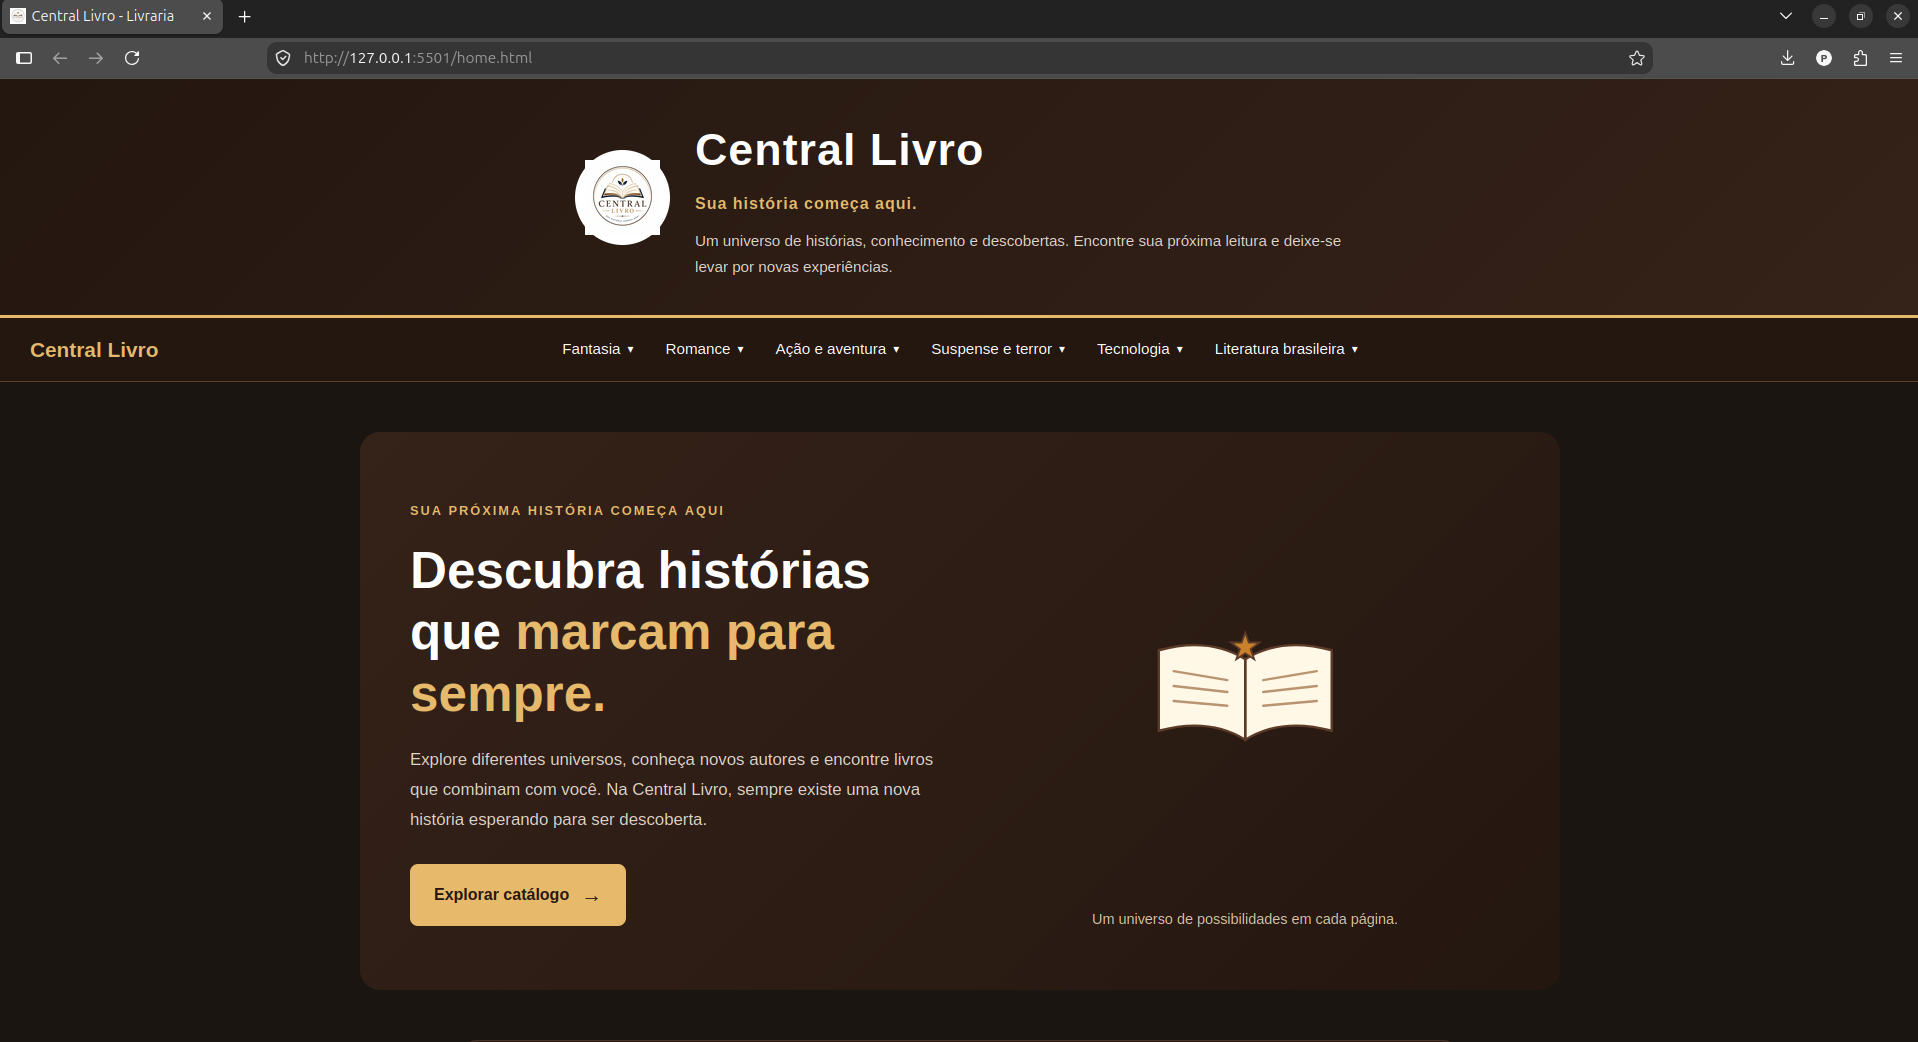 Central Livro - Livraria
http://127.0.0.1:5501/home.html
P
CENTRAL
LIVRO
Central Livro
Sua história começa aqui.
Um universo de histórias, conhecimento e descobertas. Encontre sua próxima leitura e deixe-se
levar por novas experiências.
Central Livro
Fantasia ▼ Romance ▼ Ação e aventura ▼ Suspense e terror ▼ Tecnologia ▼ Literatura brasileira ▼
SUA PRÓXIMA HISTÓRIA COMEÇA AQUI
Descubra histórias
que marcam para
sempre.
Explore diferentes universos, conheça novos autores e encontre livros
que combinam com você. Na Central Livro, sempre existe uma nova
história esperando para ser descoberta.
Explorar catálogo →
Um universo de possibilidades em cada página.